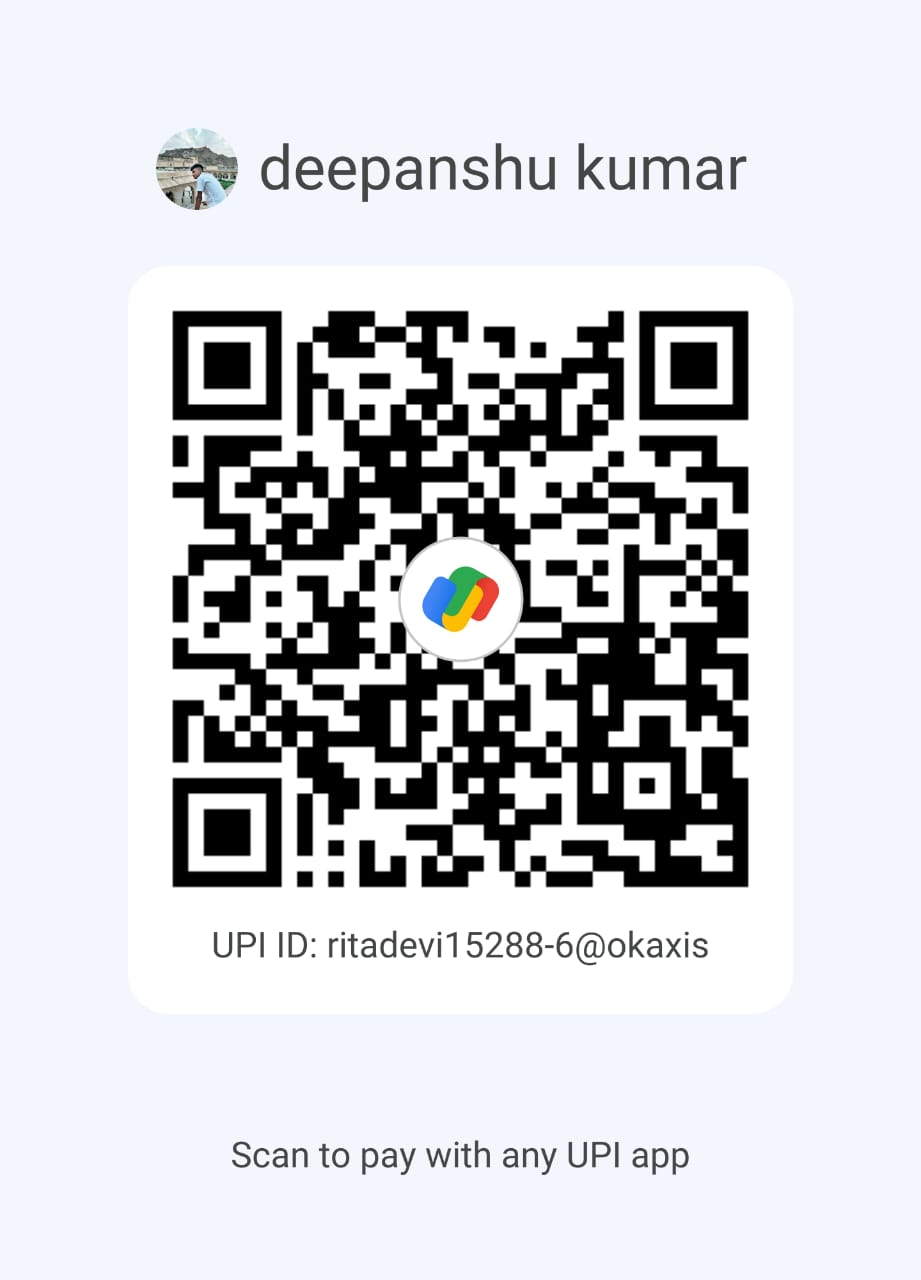 deepanshu kumar
UPI ID: ritadevi15288-6@okaxis
Scan to pay with any UPI app